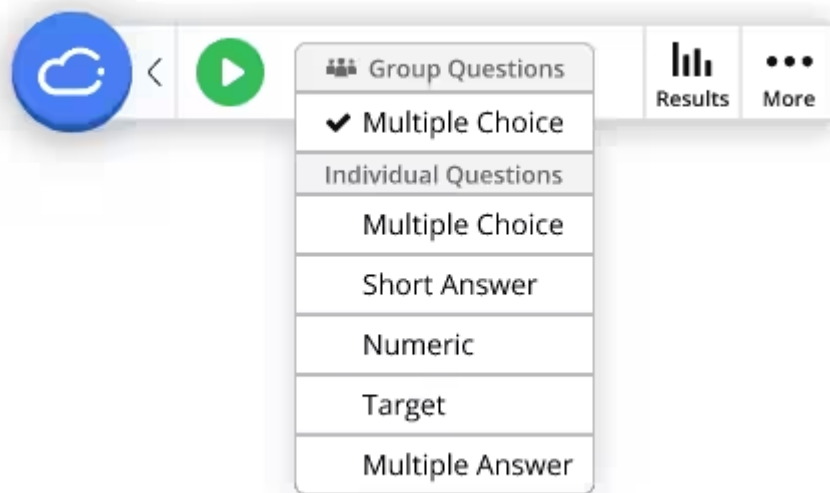 Group Questions
Multiple Choice
Individual Questions
Multiple Choice
Short Answer
Numeric
Target
Multiple Answer
Results
More